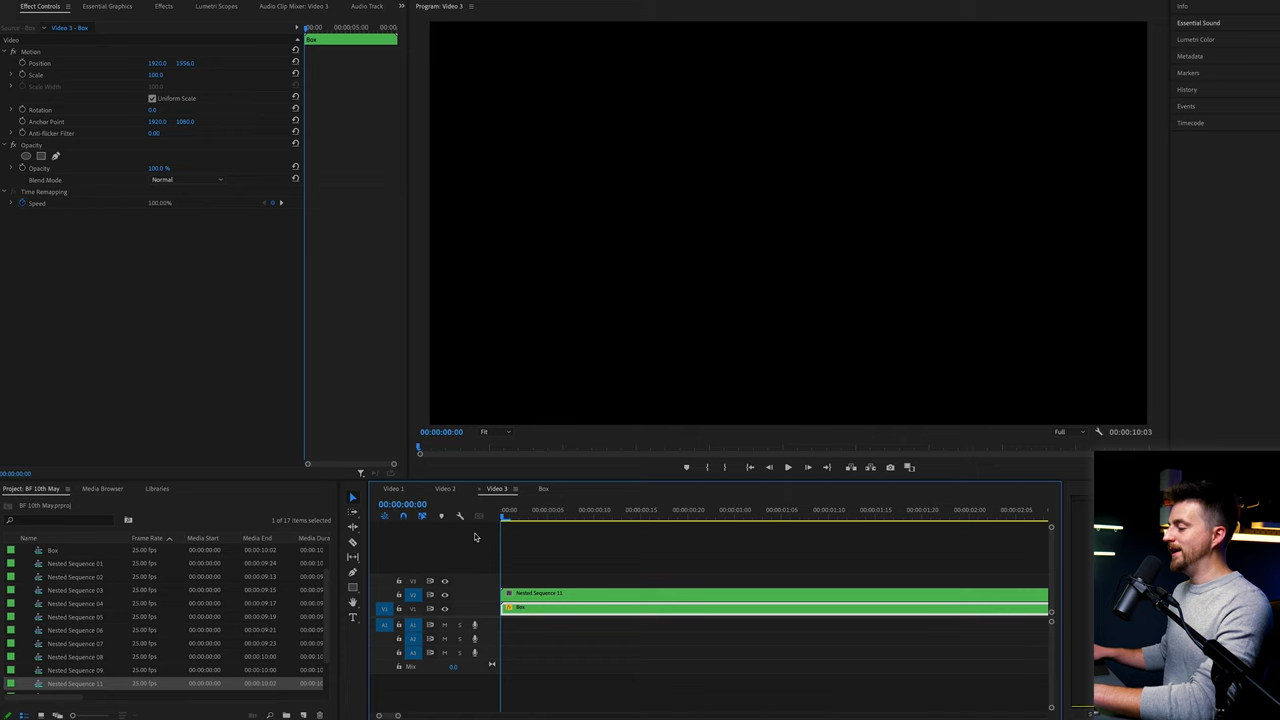 Effect Controls Essential Graphics Effects Lumetri Scopes Audio Clip Mixer: Video 3 Audio Track
Program: Video 3
Info
Source · Box Video 3 · Box
Essential Sound
Video
Box
Lumetri Color
Motion
Position 1920.0 1556.0
Metadata
Scale 100.0
Markers
Scale Width 100.0
History
Uniform Scale
Events
Rotation 0.0
Timecode
Anchor Point 1920.0 1080.0
Anti-flicker Filter 0.00
Opacity
Opacity 100.0 %
Blend Mode Normal
Time Remapping
Speed 100.00%
00:00:00:00 Fit Full 00:00:10:03
00:00:00:00
Project: BF 10th May Media Browser Libraries
BF 10th May.prproj
1 of 17 items selected
Name Frame Rate Media Start Media End Media Dura
Box 25.00 fps 00:00:00:00 00:00:10:02 00:00:10
Nested Sequence 01 25.00 fps 00:00:00:00 00:00:09:24 00:00:09
Nested Sequence 02 25.00 fps 00:00:00:00 00:00:09:13 00:00:09
Nested Sequence 03 25.00 fps 00:00:00:00 00:00:09:15 00:00:09
Nested Sequence 04 25.00 fps 00:00:00:00 00:00:09:15 00:00:09
Nested Sequence 05 25.00 fps 00:00:00:00 00:00:09:16 00:00:09
Nested Sequence 06 25.00 fps 00:00:00:00 00:00:09:21 00:00:09
Nested Sequence 07 25.00 fps 00:00:00:00 00:00:09:23 00:00:09
Nested Sequence 08 25.00 fps 00:00:00:00 00:00:10:00 00:00:10
Nested Sequence 09 25.00 fps 00:00:00:00 00:00:10:00 00:00:10
Nested Sequence 11 25.00 fps 00:00:00:00 00:00:10:02 00:00:10
Video 1 Video 2 Video 3 Box
00:00:00:00
:00:00 00:00:00:05 00:00:00:10 00:00:00:15 00:00:00:20 00:00:01:00 00:00:01:05 00:00:01:10 00:00:01:15 00:00:01:20 00:00:02:00 00:00:02:05
V3
V2 Nested Sequence 11
V1 V1 Box
A1 A1 M S
A2 M S
A3 M S
Mix 0.0